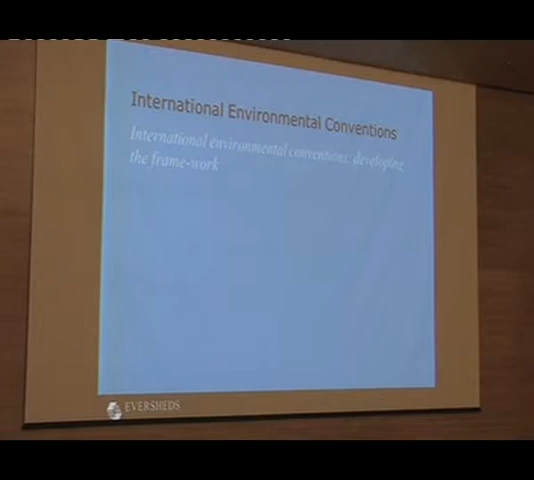 International Environmental Conventions
International environmental conventions: developing
the frame-work
EVERSHEDS